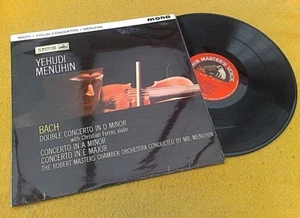 BACH • VIOLIN CONCERTOS • MENUHIN
mono
YEHUDI
MENUHIN
BACH
DOUBLE CONCERTO IN D MINOR
with Christian Ferras, violin
CONCERTO IN A MINOR
CONCERTO IN E MAJOR
THE ROBERT MASTERS CHAMBER ORCHESTRA CONDUCTED BY MR. MENUHIN
HIS MASTER'S VOICE